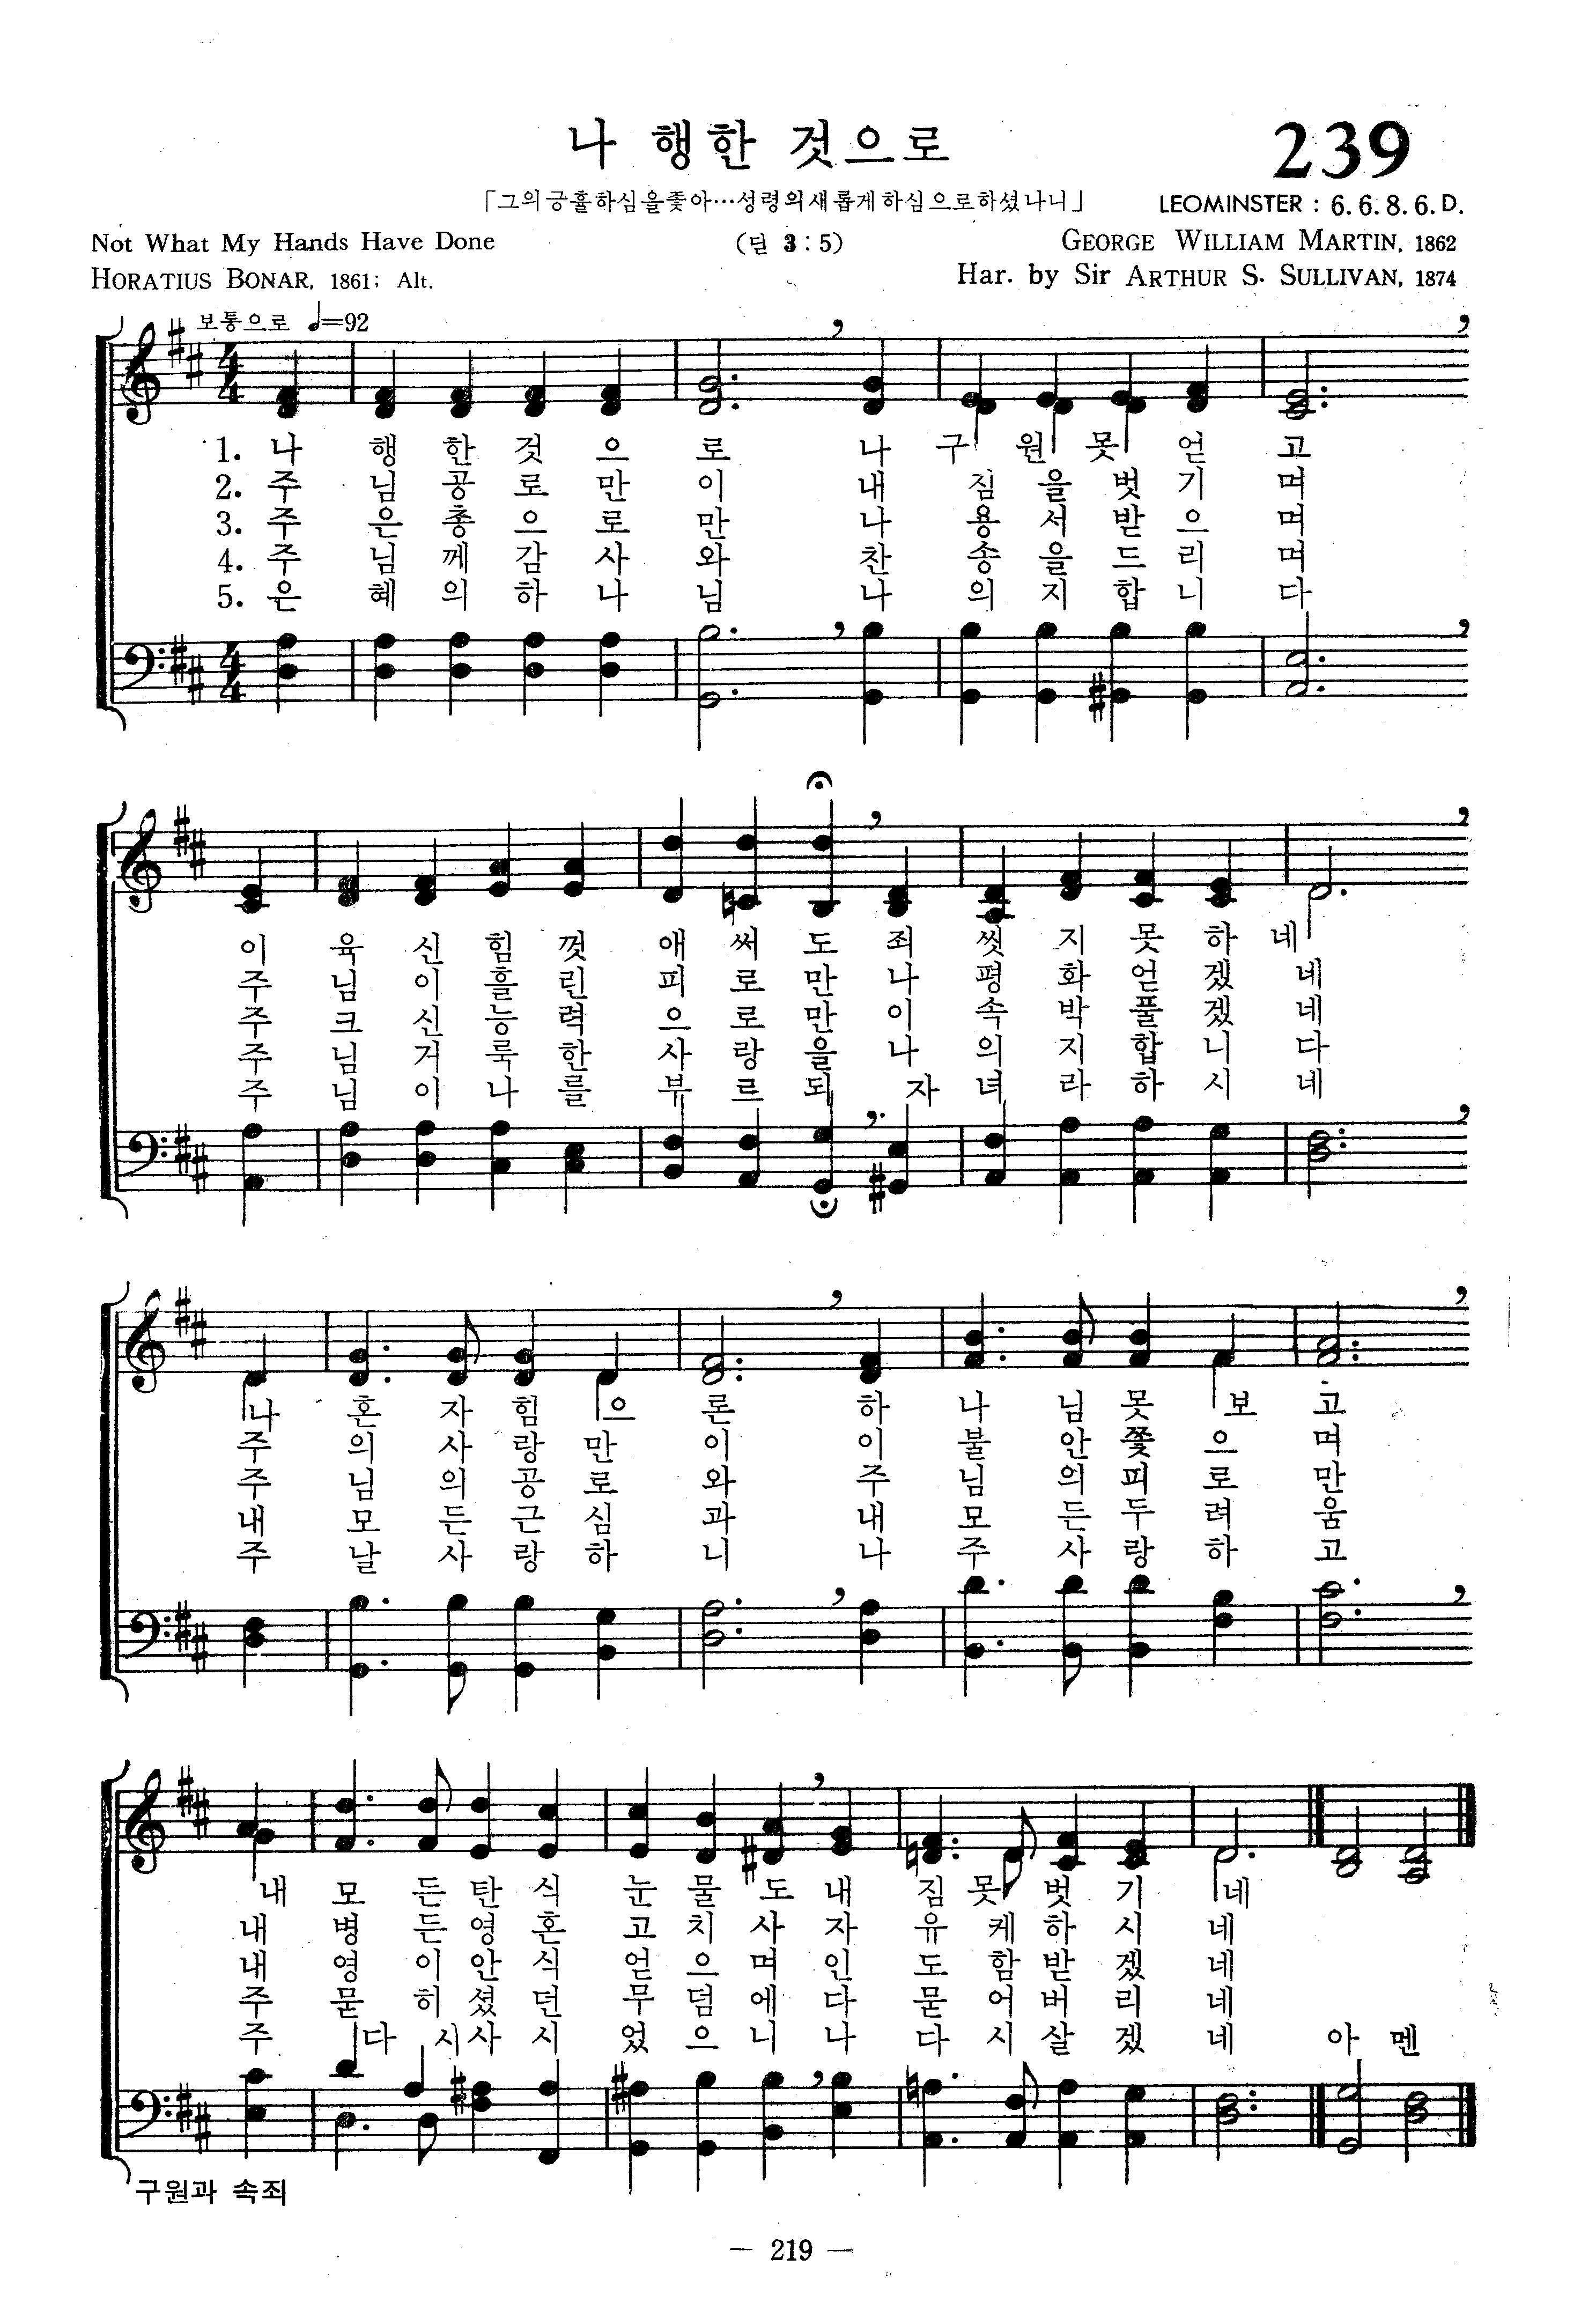 나 행한 것으로
239
「그의긍휼하심을좇아…성령의새롭게하심으로하셨나니」
LEOMINSTER : 6. 6. 8. 6. D.
Not What My Hands Have Done
(딛 3 : 5)
GEORGE WILLIAM MARTIN, 1862
HORATIUS BONAR, 1861; Alt.
Har. by Sir ARTHUR S. SULLIVAN, 1874
보통으로 ♩=92
4/4
1. 나 행 한 것 으 로 나 구 원 못 얻 고
2. 주 님 공 로 만 이 내 짐 을 벗 기 며
3. 주 은 총 으 로 만 나 용 서 받 으 며
4. 주 님 께 감 사 와 찬 송 을 드 리 며
5. 은 혜 의 하 나 님 나 의 지 합 니 다
4/4
이 육 신 힘 껏 애 써 도 죄 씻 지 못 하 네
주 님 이 흘 린 피 로 만 나 평 화 얻 겠 네
주 크 신 능 력 으 로 만 이 속 박 풀 겠 네
주 님 거 룩 한 사 랑 을 나 의 지 합 니 다
주 님 이 나 를 부 르 되 자 녀 라 하 시 네
나 혼 자 힘 으 론 하 나 님 못 보 고
주 의 사 랑 만 이 이 불 안 쫓 으 며
주 님 의 공 로 와 주 님 의 피 로 만
내 모 든 근 심 과 내 모 든 두 려 움
주 날 사 랑 하 니 나 주 사 랑 하 고
내 모 든 탄 식 눈 물 도 내 짐 못 벗 기 네
내 병 든 영 혼 고 치 사 자 유 케 하 시 네
내 영 이 안 식 얻 으 며 인 도 함 받 겠 네
주 묻 히 셨 던 무 덤 에 다 묻 어 버 리 네
주 다 시 사 시 었 으 니 나 다 시 살 겠 네 아 멘
구원과 속죄
— 219 —